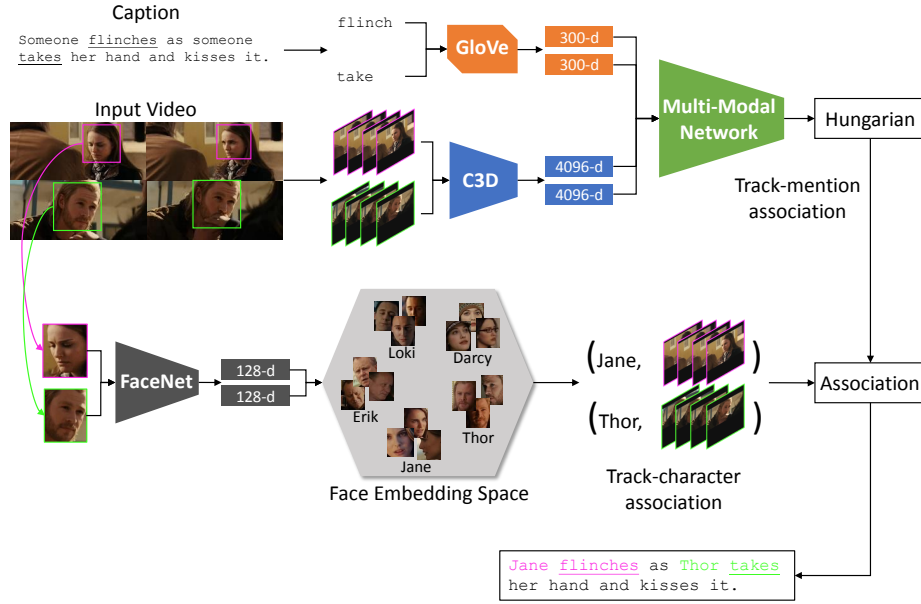 Caption
Someone flinches as someone
takes her hand and kisses it.
flinch
take
GloVe
300-d
300-d
Multi-Modal
Network
Hungarian
Input Video
C3D
4096-d
4096-d
Track-mention
association
FaceNet
128-d
128-d
Loki
Darcy
Erik
Thor
Jane
Face Embedding Space
(Jane, )
(Thor, )
Track-character
association
Association
Jane flinches as Thor takes
her hand and kisses it.